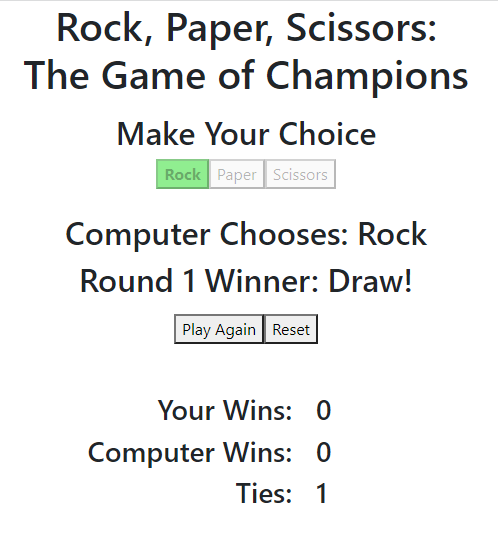 Rock, Paper, Scissors:
The Game of Champions
Make Your Choice
Rock Paper Scissors
Computer Chooses: Rock
Round 1 Winner: Draw!
Play Again Reset
Your Wins: 0
Computer Wins: 0
Ties: 1